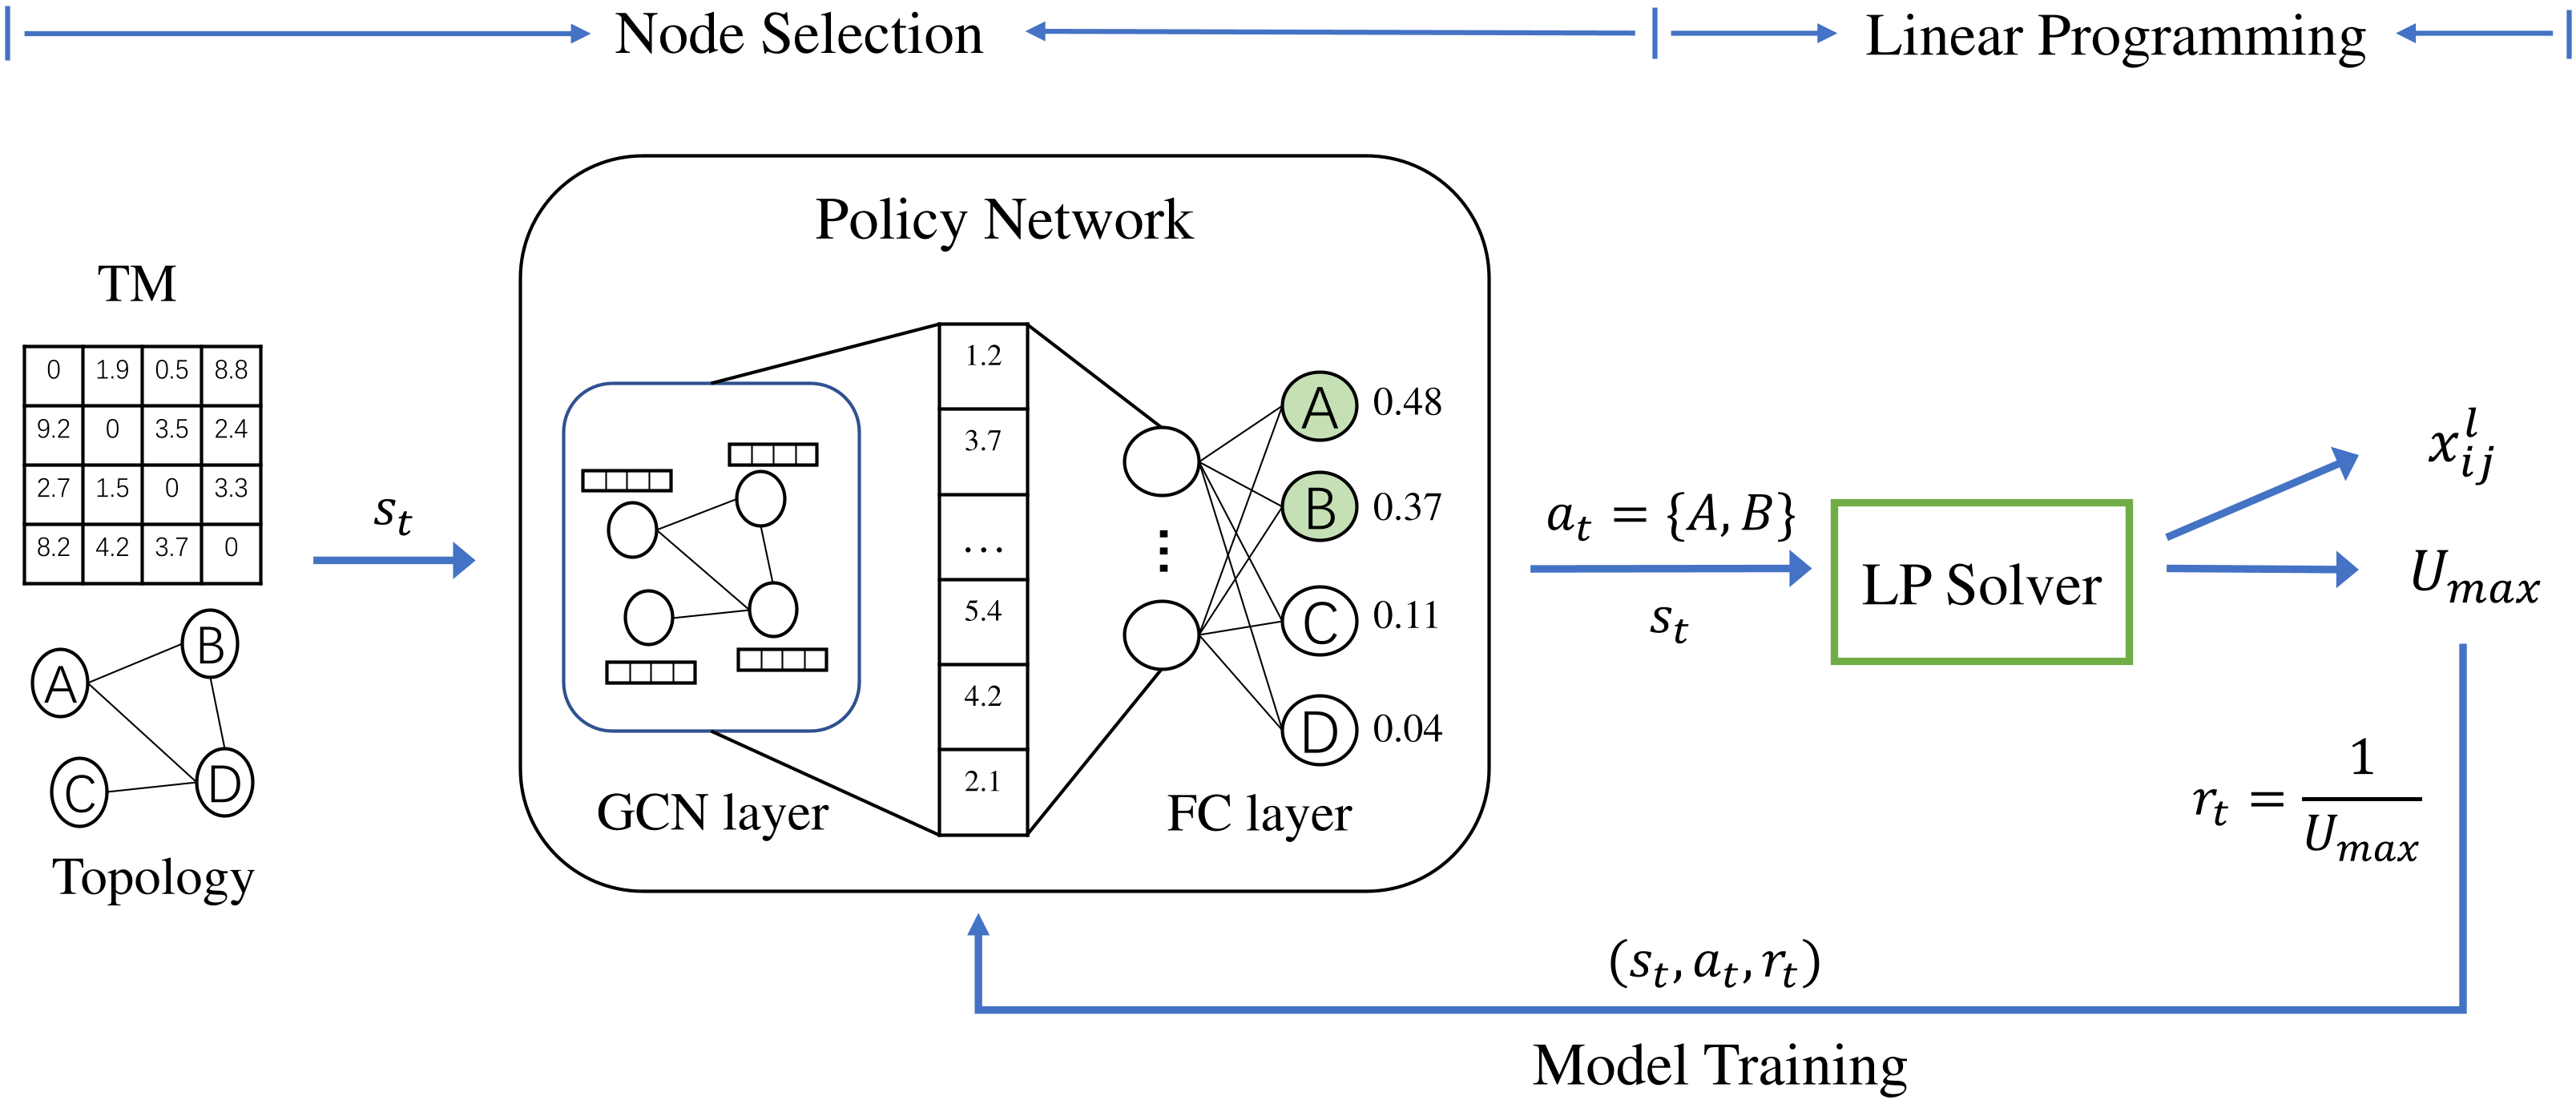 Node Selection
Linear Programming
Policy Network
TM
0 1.9 0.5 8.8
9.2 0 3.5 2.4
2.7 1.5 0 3.3
8.2 4.2 3.7 0
A
B
C
D
Topology
s_t
GCN layer
1.2
3.7
...
5.4
4.2
2.1
A 0.48
B 0.37
C 0.11
D 0.04
FC layer
a_t = {A, B}
s_t
LP Solver
x_{ij}^l
U_{max}
r_t = \frac{1}{U_{max}}
(s_t, a_t, r_t)
Model Training